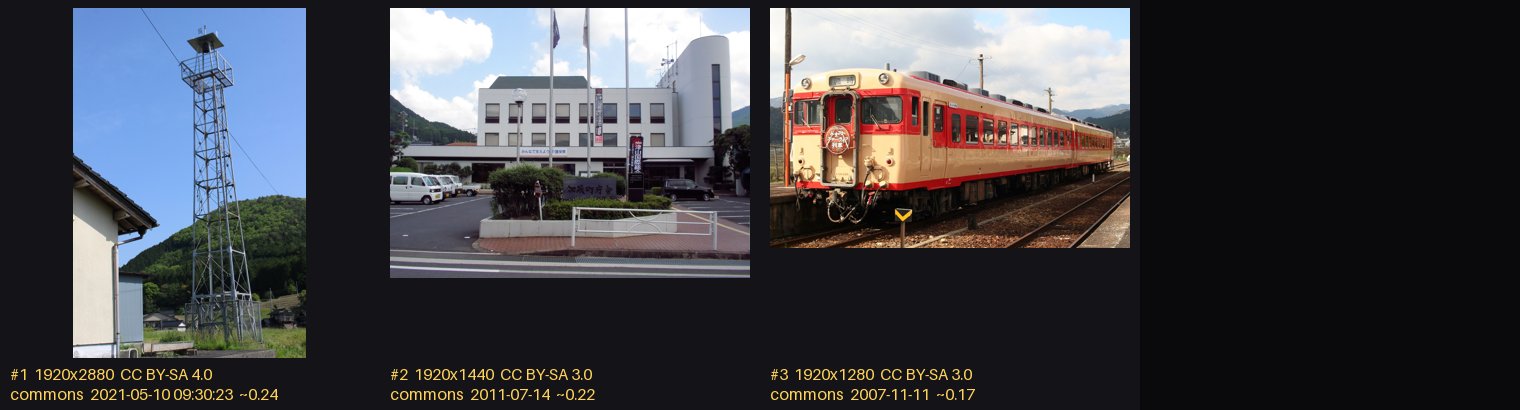 #1 1920x2880 CC BY-SA 4.0
commons 2021-05-10 09:30:23 ~0.24
#2 1920x1440 CC BY-SA 3.0
commons 2011-07-14 ~0.22
#3 1920x1280 CC BY-SA 3.0
commons 2007-11-11 ~0.17